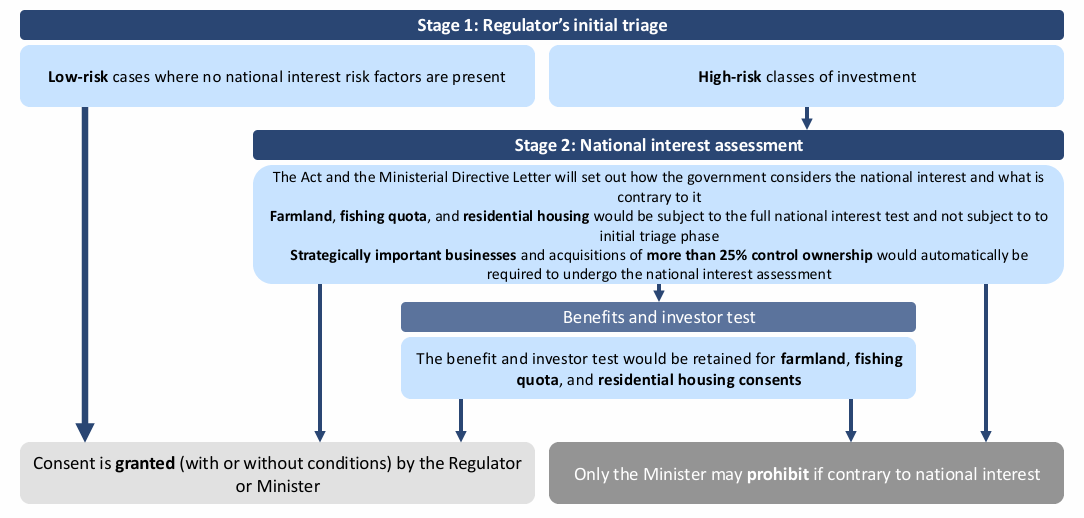 Stage 1: Regulator’s initial triage
Low-risk cases where no national interest risk factors are present
High-risk classes of investment
Stage 2: National interest assessment
The Act and the Ministerial Directive Letter will set out how the government considers the national interest and what is
contrary to it
Farmland, fishing quota, and residential housing would be subject to the full national interest test and not subject to to
initial triage phase
Strategically important businesses and acquisitions of more than 25% control ownership would automatically be
required to undergo the national interest assessment
Benefits and investor test
The benefit and investor test would be retained for farmland, fishing
quota, and residential housing consents
Consent is granted (with or without conditions) by the Regulator
or Minister
Only the Minister may prohibit if contrary to national interest